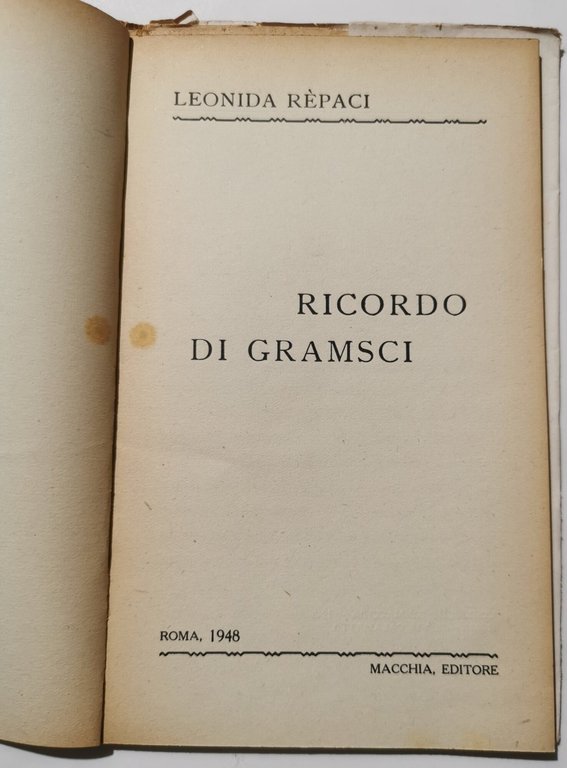 LEONIDA RÈPACI
RICORDO
DI GRAMSCI
ROMA, 1948
MACCHIA, EDITORE